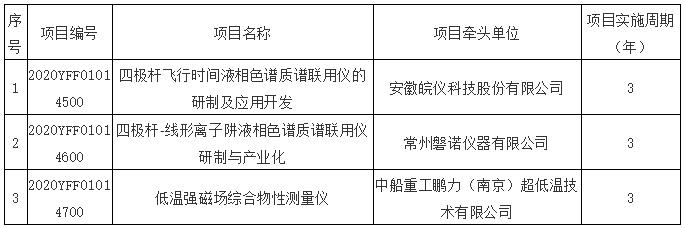 序号 项目编号 项目名称 项目牵头单位 项目实施周期（年）
1 2020YFF01014500 四极杆飞行时间液相色谱质谱联用仪的研制及应用开发 安徽皖仪科技股份有限公司 3
2 2020YFF01014600 四极杆-线形离子阱液相色谱质谱联用仪研制与产业化 常州磐诺仪器有限公司 3
3 2020YFF01014700 低温强磁场综合物性测量仪 中船重工鹏力（南京）超低温技术有限公司 3